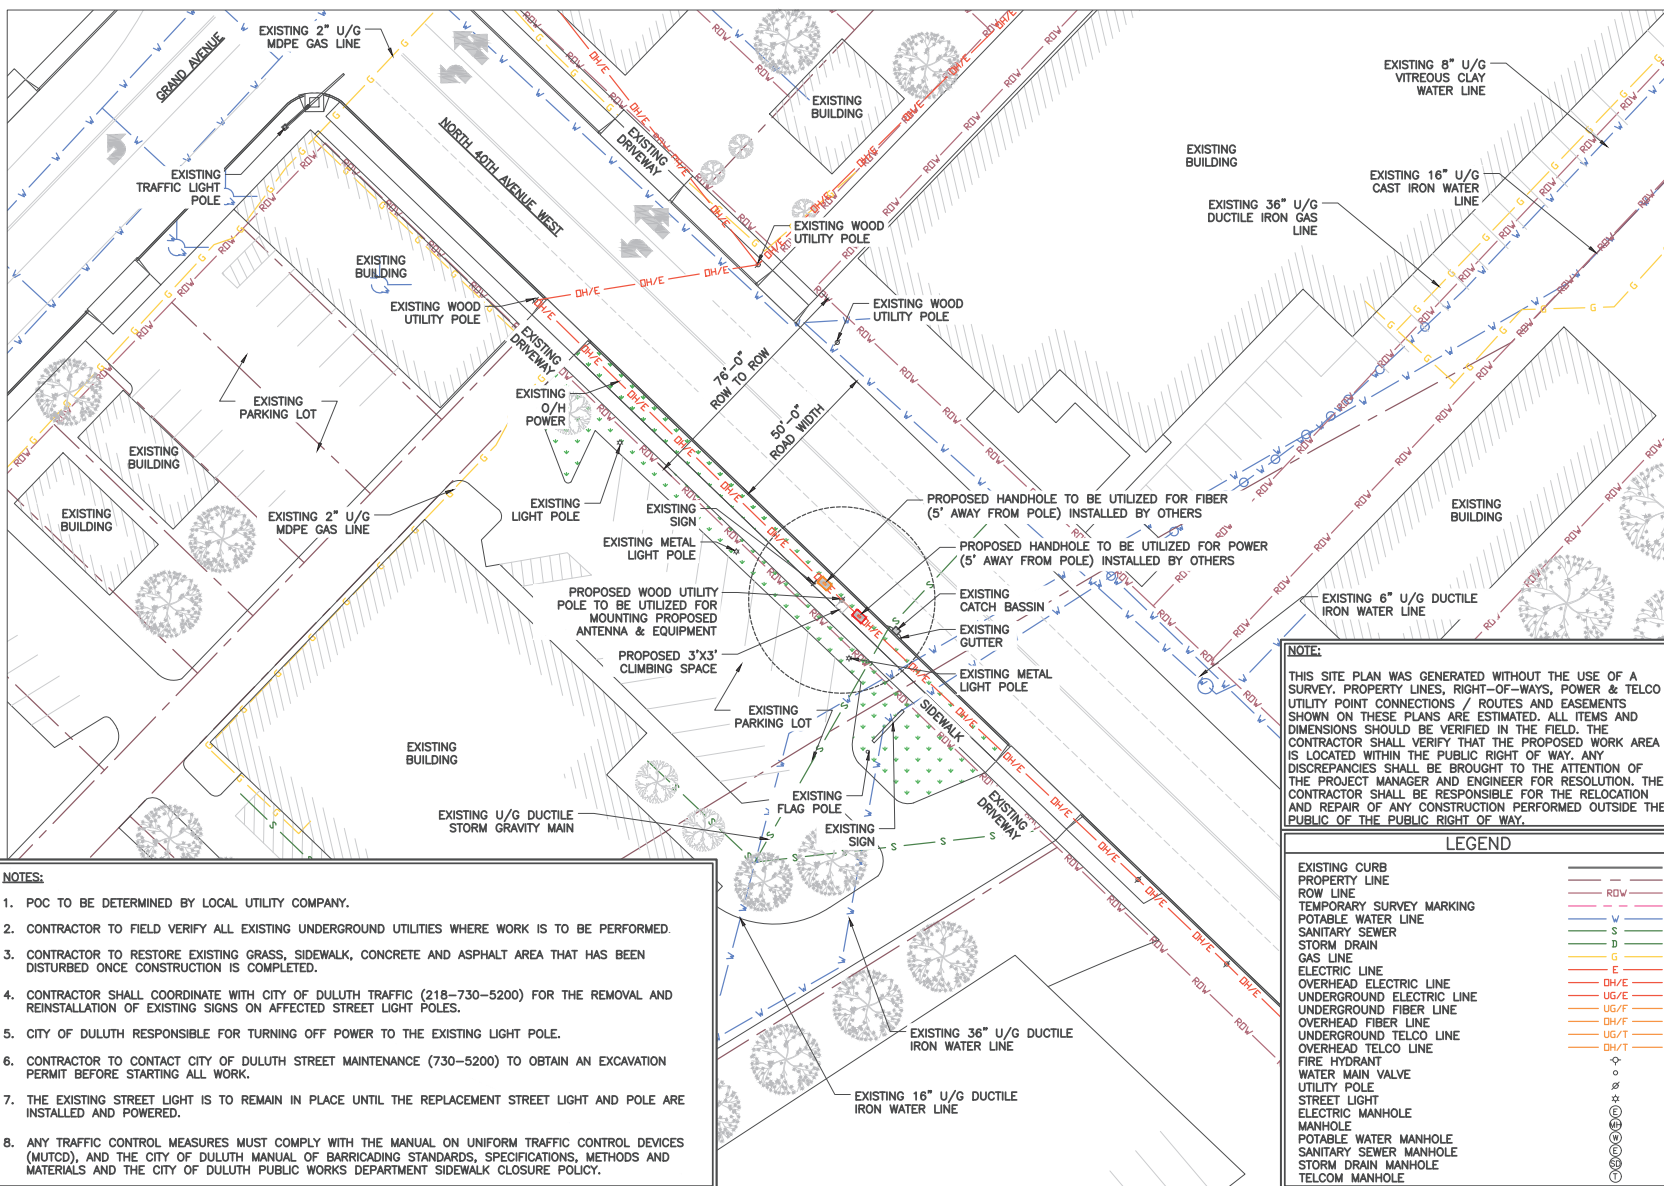 EXISTING 2" U/G
MDPE GAS LINE
GRAND AVENUE
EXISTING
TRAFFIC LIGHT
POLE
NORTH 40TH AVENUE WEST
EXISTING
DRIVEWAY
EXISTING
BUILDING
EXISTING
BUILDING
EXISTING 8" U/G
VITREOUS CLAY
WATER LINE
EXISTING 16" U/G
CAST IRON WATER
LINE
EXISTING 36" U/G
DUCTILE IRON GAS
LINE
EXISTING WOOD
UTILITY POLE
EXISTING
BUILDING
EXISTING WOOD
UTILITY POLE
EXISTING WOOD
UTILITY POLE
EXISTING
DRIVEWAY
76'-0"
ROW TO ROW
50'-0"
ROAD WIDTH
EXISTING
O/H
POWER
EXISTING
PARKING LOT
EXISTING
BUILDING
EXISTING
BUILDING
EXISTING 2" U/G
MDPE GAS LINE
EXISTING
LIGHT POLE
EXISTING
SIGN
EXISTING METAL
LIGHT POLE
PROPOSED HANDHOLE TO BE UTILIZED FOR FIBER
(5' AWAY FROM POLE) INSTALLED BY OTHERS
PROPOSED HANDHOLE TO BE UTILIZED FOR POWER
(5' AWAY FROM POLE) INSTALLED BY OTHERS
EXISTING
BUILDING
PROPOSED WOOD UTILITY
POLE TO BE UTILIZED FOR
MOUNTING PROPOSED
ANTENNA & EQUIPMENT
EXISTING
CATCH BASSIN
EXISTING
GUTTER
EXISTING 6" U/G DUCTILE
IRON WATER LINE
PROPOSED 3'X3'
CLIMBING SPACE
EXISTING METAL
LIGHT POLE
EXISTING
PARKING LOT
SIDEWALK
EXISTING
BUILDING
EXISTING
FLAG POLE
EXISTING
SIGN
EXISTING
DRIVEWAY
EXISTING U/G DUCTILE
STORM GRAVITY MAIN
EXISTING 36" U/G DUCTILE
IRON WATER LINE
EXISTING 16" U/G DUCTILE
IRON WATER LINE
NOTE:
THIS SITE PLAN WAS GENERATED WITHOUT THE USE OF A
SURVEY. PROPERTY LINES, RIGHT-OF-WAYS, POWER & TELCO
UTILITY POINT CONNECTIONS / ROUTES AND EASEMENTS
SHOWN ON THESE PLANS ARE ESTIMATED. ALL ITEMS AND
DIMENSIONS SHOULD BE VERIFIED IN THE FIELD. THE
CONTRACTOR SHALL VERIFY THAT THE PROPOSED WORK AREA
IS LOCATED WITHIN THE PUBLIC RIGHT OF WAY. ANY
DISCREPANCIES SHALL BE BROUGHT TO THE ATTENTION OF
THE PROJECT MANAGER AND ENGINEER FOR RESOLUTION. THE
CONTRACTOR SHALL BE RESPONSIBLE FOR THE RELOCATION
AND REPAIR OF ANY CONSTRUCTION PERFORMED OUTSIDE THE
PUBLIC OF THE PUBLIC RIGHT OF WAY.
LEGEND
EXISTING CURB
PROPERTY LINE
ROW LINE ROW
TEMPORARY SURVEY MARKING
POTABLE WATER LINE W
SANITARY SEWER S
STORM DRAIN D
GAS LINE G
ELECTRIC LINE E
OVERHEAD ELECTRIC LINE OH/E
UNDERGROUND ELECTRIC LINE UG/E
UNDERGROUND FIBER LINE UG/F
OVERHEAD FIBER LINE OH/F
UNDERGROUND TELCO LINE UG/T
OVERHEAD TELCO LINE OH/T
FIRE HYDRANT
WATER MAIN VALVE
UTILITY POLE
STREET LIGHT
ELECTRIC MANHOLE E
MANHOLE MH
POTABLE WATER MANHOLE W
SANITARY SEWER MANHOLE E
STORM DRAIN MANHOLE SD
TELCOM MANHOLE T
NOTES:
1. POC TO BE DETERMINED BY LOCAL UTILITY COMPANY.
2. CONTRACTOR TO FIELD VERIFY ALL EXISTING UNDERGROUND UTILITIES WHERE WORK IS TO BE PERFORMED.
3. CONTRACTOR TO RESTORE EXISTING GRASS, SIDEWALK, CONCRETE AND ASPHALT AREA THAT HAS BEEN
DISTURBED ONCE CONSTRUCTION IS COMPLETED.
4. CONTRACTOR SHALL COORDINATE WITH CITY OF DULUTH TRAFFIC (218-730-5200) FOR THE REMOVAL AND
REINSTALLATION OF EXISTING SIGNS ON AFFECTED STREET LIGHT POLES.
5. CITY OF DULUTH RESPONSIBLE FOR TURNING OFF POWER TO THE EXISTING LIGHT POLE.
6. CONTRACTOR TO CONTACT CITY OF DULUTH STREET MAINTENANCE (730-5200) TO OBTAIN AN EXCAVATION
PERMIT BEFORE STARTING ALL WORK.
7. THE EXISTING STREET LIGHT IS TO REMAIN IN PLACE UNTIL THE REPLACEMENT STREET LIGHT AND POLE ARE
INSTALLED AND POWERED.
8. ANY TRAFFIC CONTROL MEASURES MUST COMPLY WITH THE MANUAL ON UNIFORM TRAFFIC CONTROL DEVICES
(MUTCD), AND THE CITY OF DULUTH MANUAL OF BARRICADING STANDARDS, SPECIFICATIONS, METHODS AND
MATERIALS AND THE CITY OF DULUTH PUBLIC WORKS DEPARTMENT SIDEWALK CLOSURE POLICY.